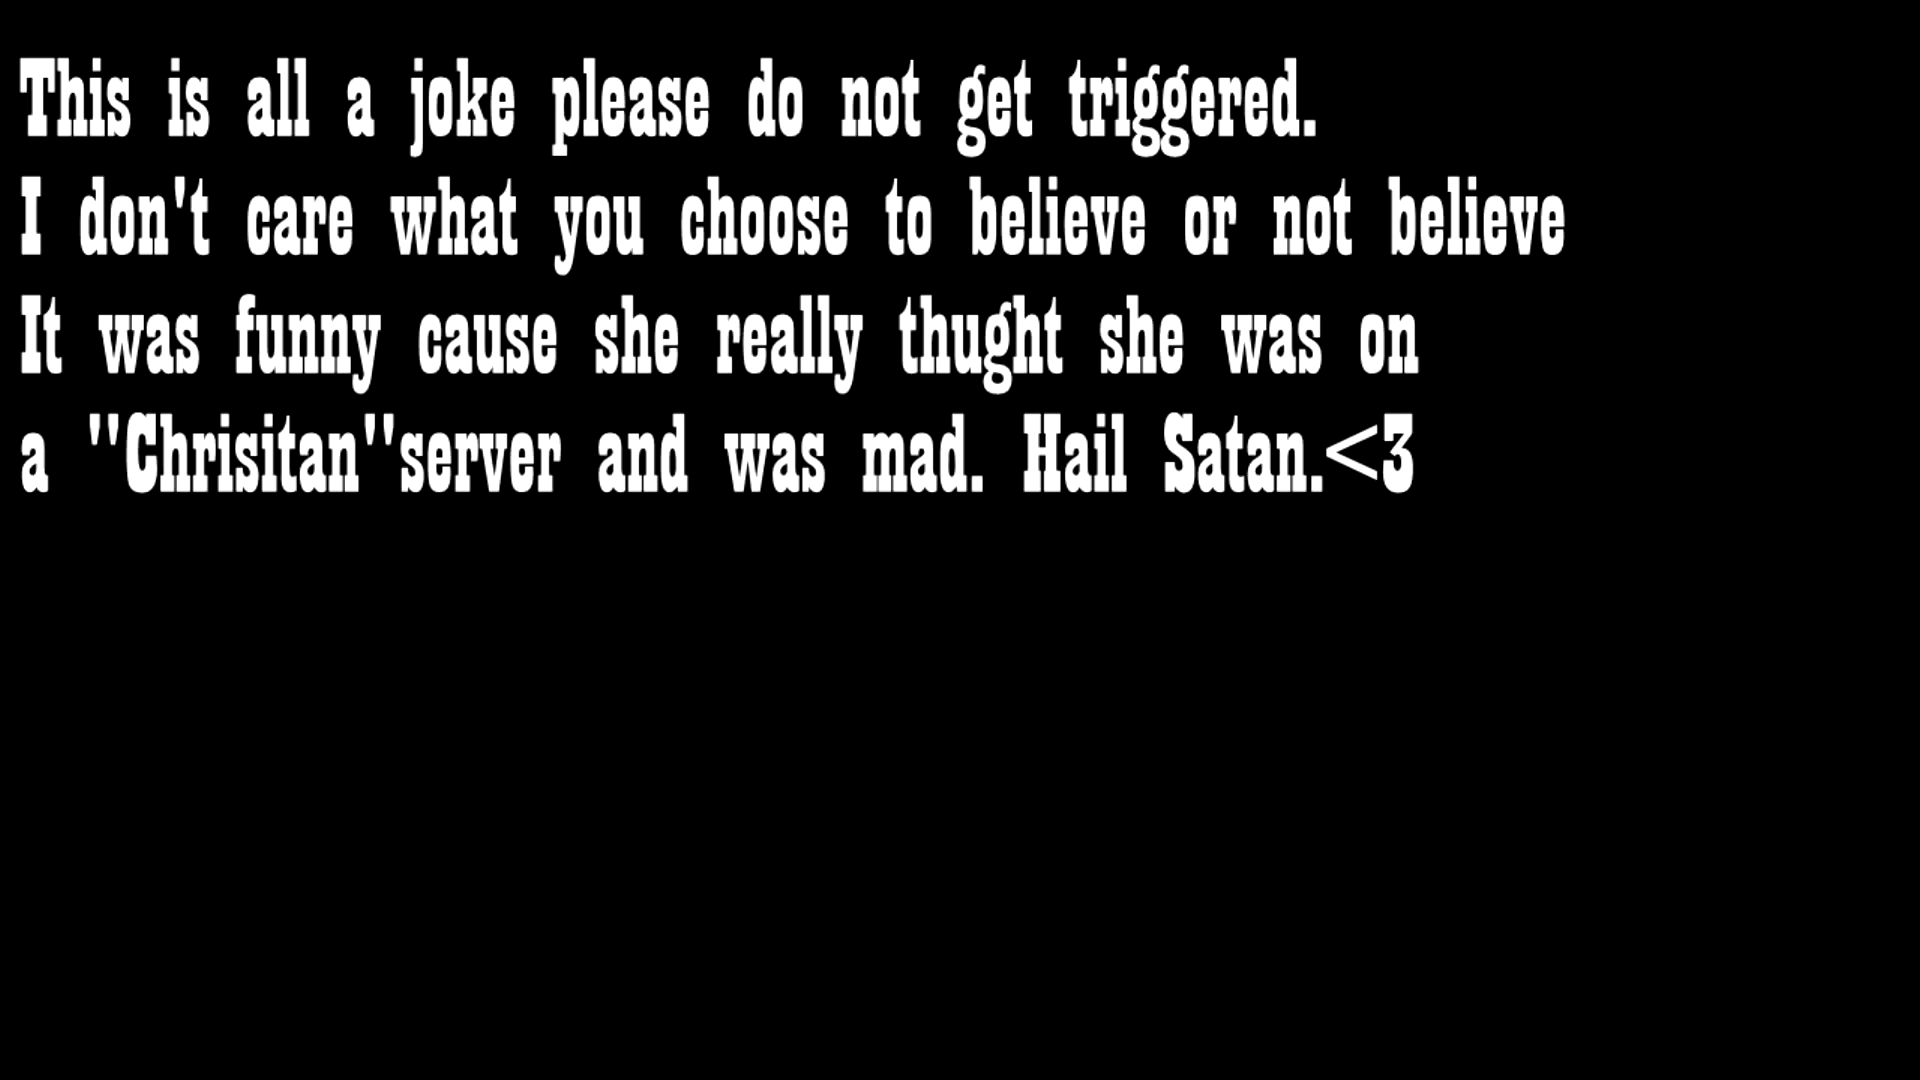 This is all a joke please do not get triggered.
I don't care what you choose to believe or not believe
It was funny cause she really thught she was on
a "Chrisitan"server and was mad. Hail Satan.<3